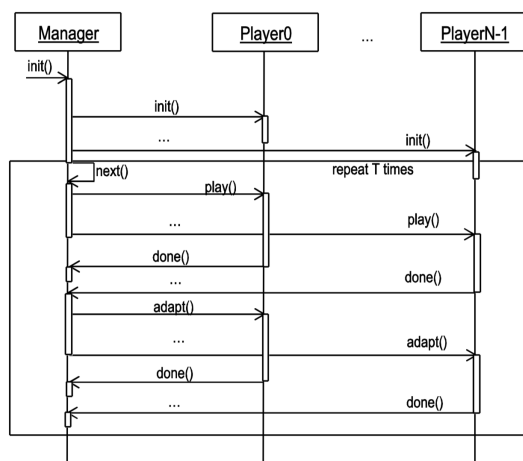 Manager
Player0
...
PlayerN-1
init()
init()
...
init()
repeat T times
next()
play()
...
play()
done()
...
done()
adapt()
...
adapt()
done()
...
done()